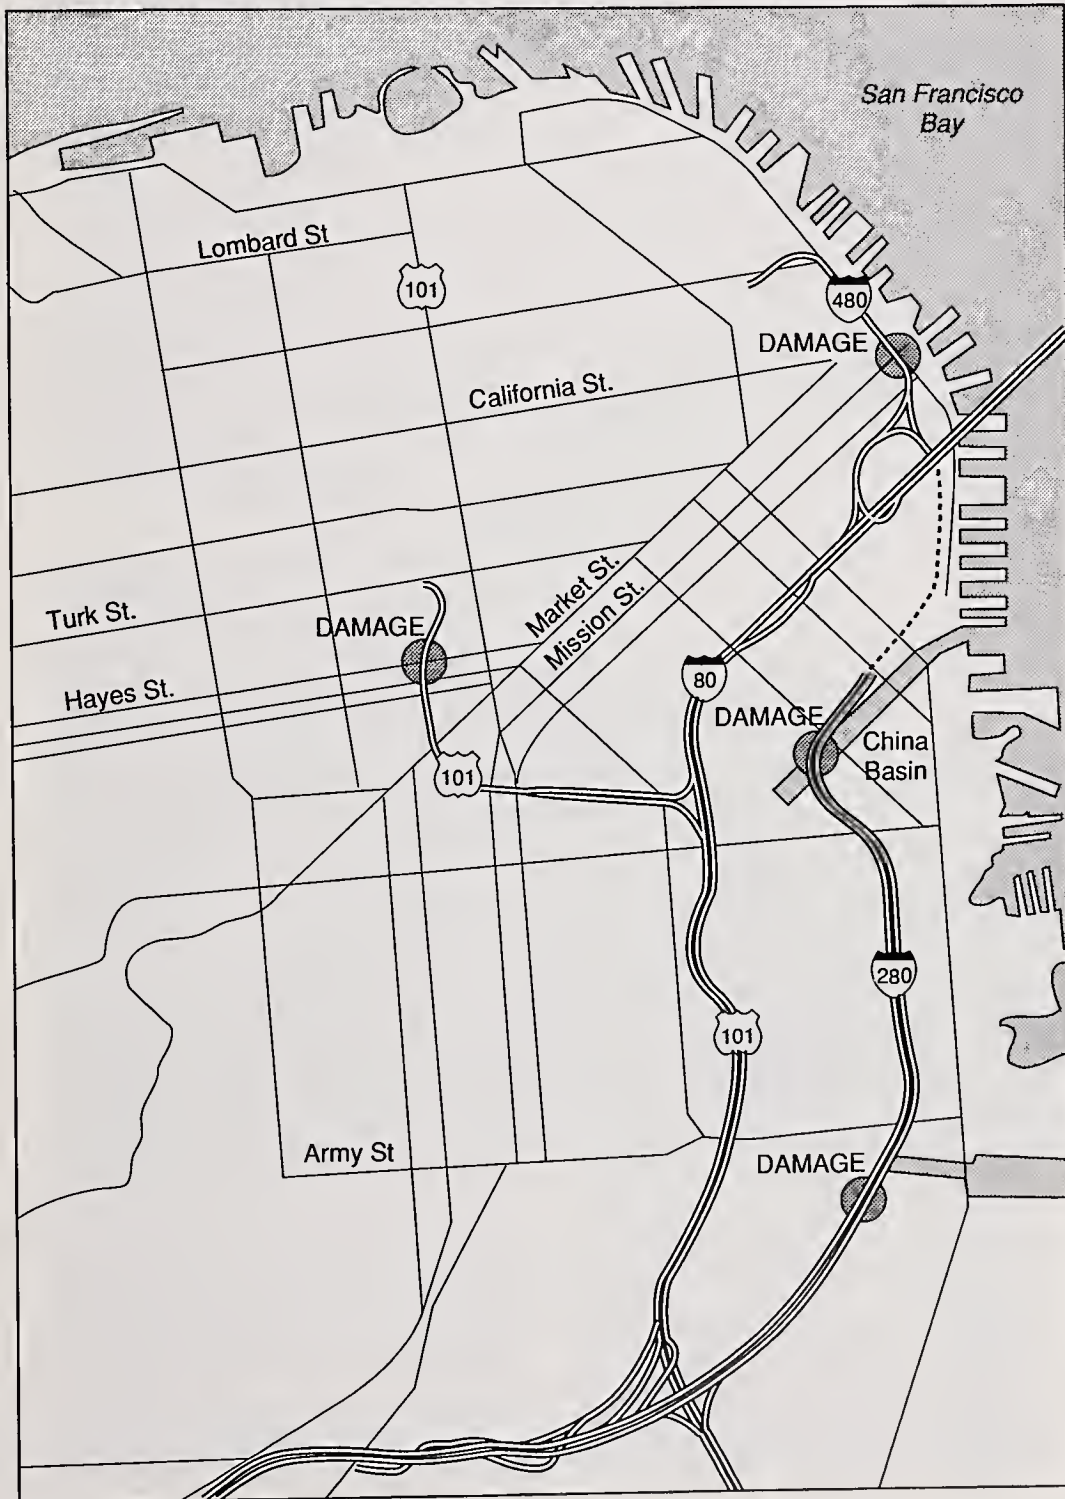 San Francisco
Bay
Lombard St
101
480
DAMAGE
California St.
Market St.
Mission St.
Turk St.
DAMAGE
Hayes St.
80
DAMAGE
China
Basin
101
280
101
Army St
DAMAGE